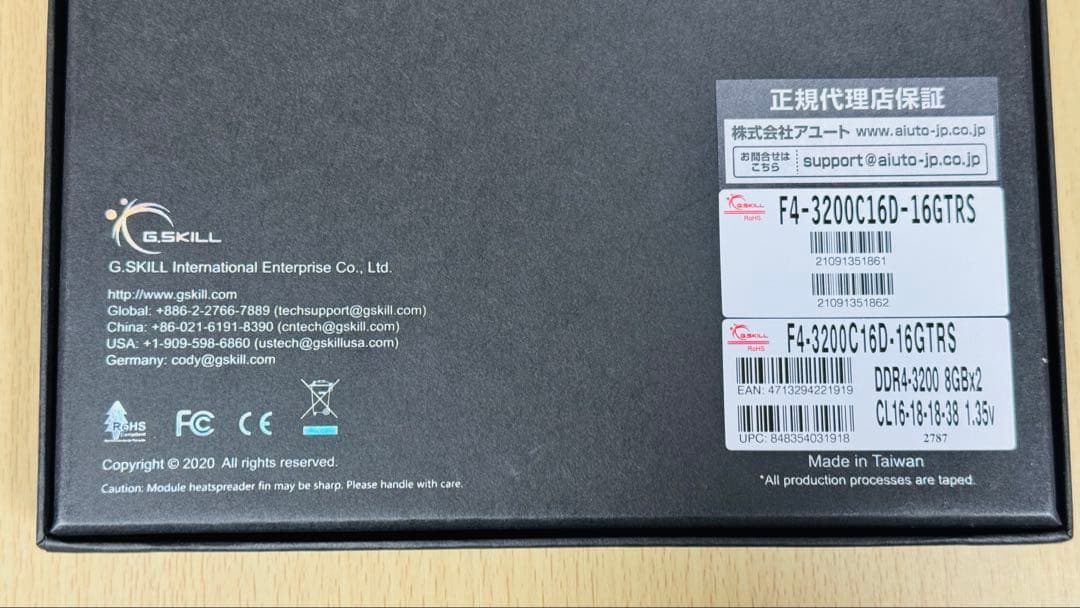 G.SKILL
G.SKILL International Enterprise Co., Ltd.
http://www.gskill.com
Global: +886-2-2766-7889 (techsupport@gskill.com)
China: +86-021-6191-8390 (cntech@gskill.com)
USA: +1-909-598-6860 (ustech@gskillusa.com)
Germany: cody@gskill.com
RoHS
Compliant
FC CE
Copyright © 2020 All rights reserved.
Caution: Module heatspreader fin may be sharp. Please handle with care.
正規代理店保証
株式会社アユート www.aiuto-jp.co.jp
お問合せは
こちら
support@aiuto-jp.co.jp
G.SKILL
RoHS
F4-3200C16D-16GTRS
21091351861
21091351862
G.SKILL
RoHS
F4-3200C16D-16GTRS
EAN: 4713294221919
DDR4-3200 8GBx2
CL16-18-18-38 1.35v
UPC: 848354031918
2787
Made in Taiwan
*All production processes are taped.